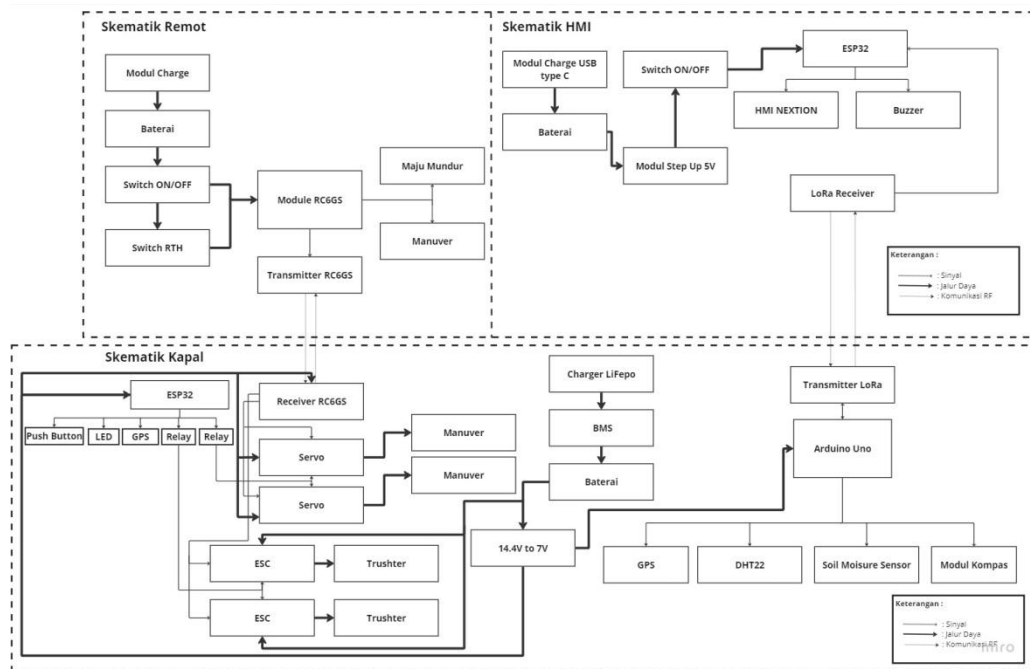 Skematik Remot
Modul Charge
Baterai
Switch ON/OFF
Switch RTH
Module RC6GS
Transmitter RC6GS
Maju Mundur
Manuver
Skematik HMI
Modul Charge USB
type C
Baterai
Switch ON/OFF
Modul Step Up 5V
ESP32
HMI NEXTION
Buzzer
LoRa Receiver
Keterangan :
: Sinyal
: Jalur Daya
: Komunikasi RF
Skematik Kapal
ESP32
Push Button
LED
GPS
Relay
Relay
Receiver RC6GS
Servo
Servo
Manuver
Manuver
ESC
ESC
Trushter
Trushter
Charger LiFepo
BMS
Baterai
14.4V to 7V
Transmitter LoRa
Arduino Uno
GPS
DHT22
Soil Moisure Sensor
Modul Kompas
Keterangan :
: Sinyal
: Jalur Daya
: Komunikasi RF
miro